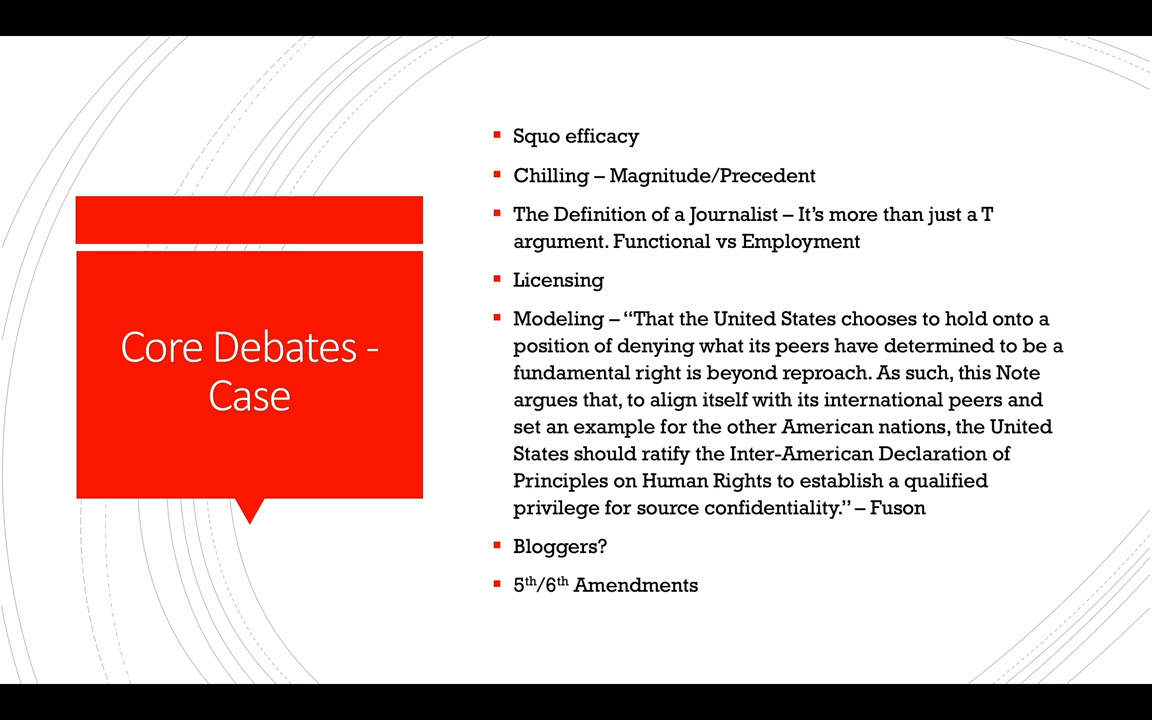 Core Debates -
Case
Squo efficacy
Chilling – Magnitude/Precedent
The Definition of a Journalist – It’s more than just a T
argument. Functional vs Employment
Licensing
Modeling – “That the United States chooses to hold onto a
position of denying what its peers have determined to be a
fundamental right is beyond reproach. As such, this Note
argues that, to align itself with its international peers and
set an example for the other American nations, the United
States should ratify the Inter-American Declaration of
Principles on Human Rights to establish a qualified
privilege for source confidentiality.” – Fuson
Bloggers?
5th/6th Amendments